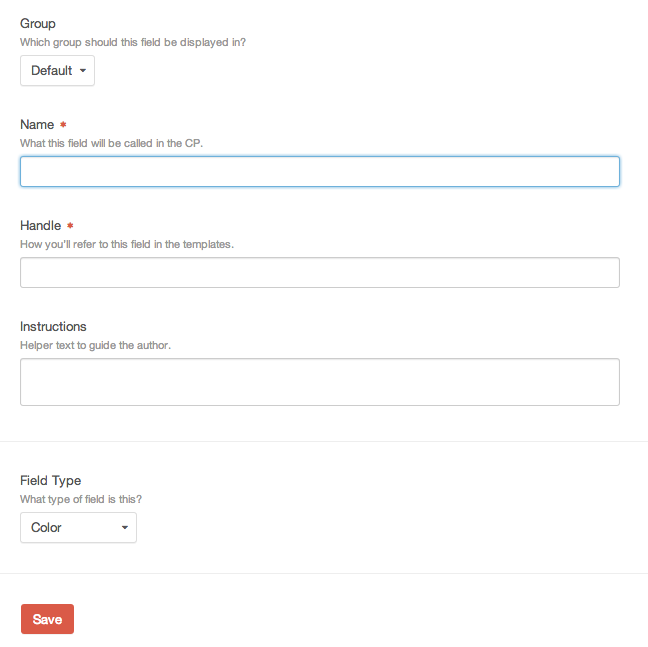 Group
Which group should this field be displayed in?
Default
Name *
What this field will be called in the CP.
Handle *
How you'll refer to this field in the templates.
Instructions
Helper text to guide the author.
Field Type
What type of field is this?
Color
Save